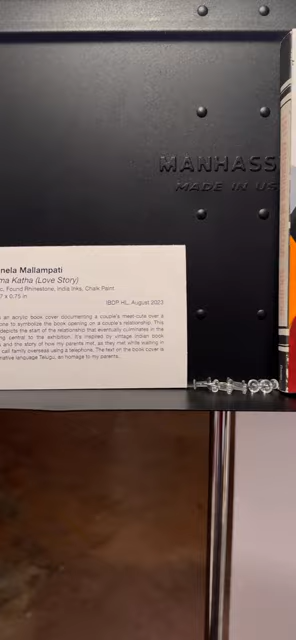 MANHASS
MADE IN US
nela Mallampati
ma Katha (Love Story)
c, Found Rhinestone, India Inks, Chalk Paint
7 x 0.75 in
IBDP HL, August 2023
an acrylic book cover documenting a couple's meet-cute over a
one to symbolize the book opening on a couple's relationship. This
depicts the start of the relationship that eventually culminates in the
ng central to the exhibition. It's inspired by vintage Indian book
and the story of how my parents met, as they met while waiting in
call family overseas using a telephone. The text on the book cover is
native language Telugu, an homage to my parents.